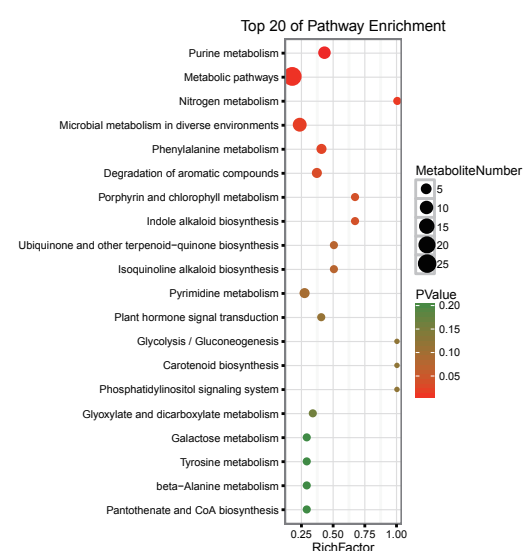 Top 20 of Pathway Enrichment
Purine metabolism
Metabolic pathways
Nitrogen metabolism
Microbial metabolism in diverse environments
Phenylalanine metabolism
Degradation of aromatic compounds
Porphyrin and chlorophyll metabolism
Indole alkaloid biosynthesis
Ubiquinone and other terpenoid−quinone biosynthesis
Isoquinoline alkaloid biosynthesis
Pyrimidine metabolism
Plant hormone signal transduction
Glycolysis / Gluconeogenesis
Carotenoid biosynthesis
Phosphatidylinositol signaling system
Glyoxylate and dicarboxylate metabolism
Galactose metabolism
Tyrosine metabolism
beta−Alanine metabolism
Pantothenate and CoA biosynthesis
0.25 0.50 0.75 1.00
RichFactor
MetaboliteNumber
5
10
15
20
25
PValue
0.20
0.15
0.10
0.05